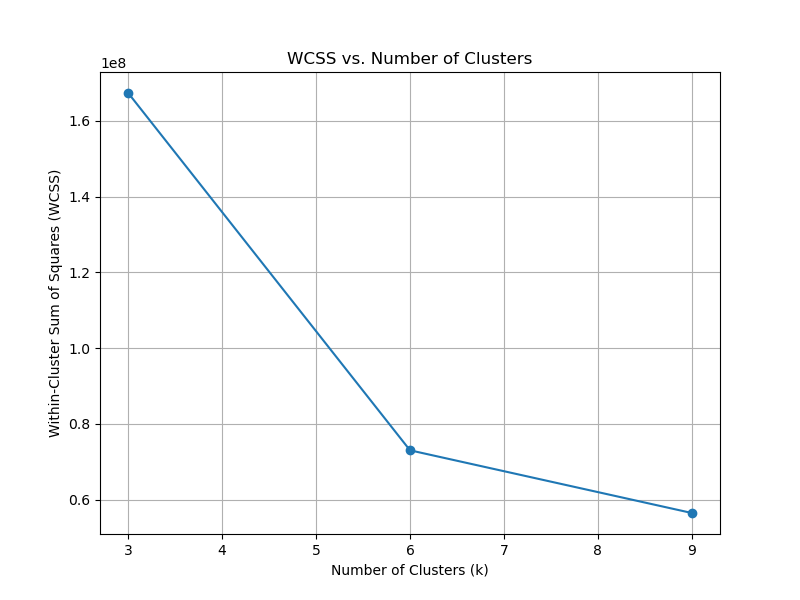 WCSS vs. Number of Clusters
1e8
1.6
1.4
1.2
1.0
0.8
0.6
Within-Cluster Sum of Squares (WCSS)
3 4 5 6 7 8 9
Number of Clusters (k)